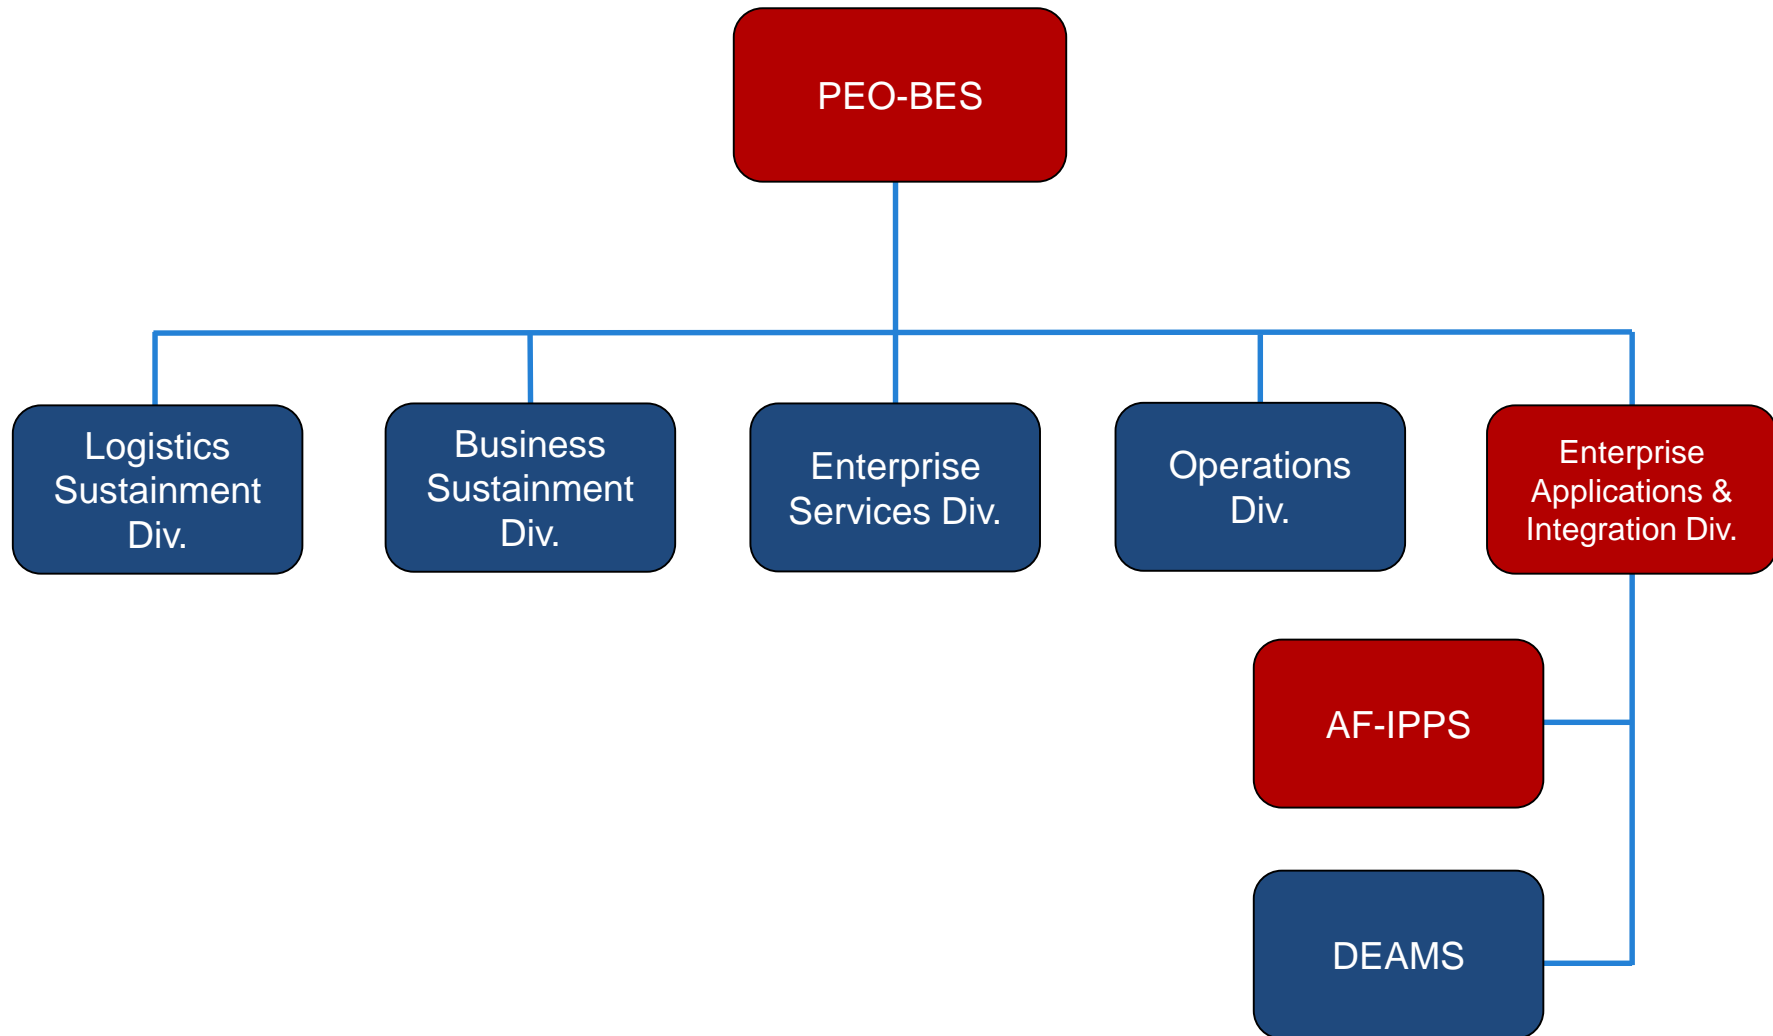 PEO-BES
Logistics
Sustainment
Div.
Business
Sustainment
Div.
Enterprise
Services Div.
Operations
Div.
Enterprise
Applications &
Integration Div.
AF-IPPS
DEAMS